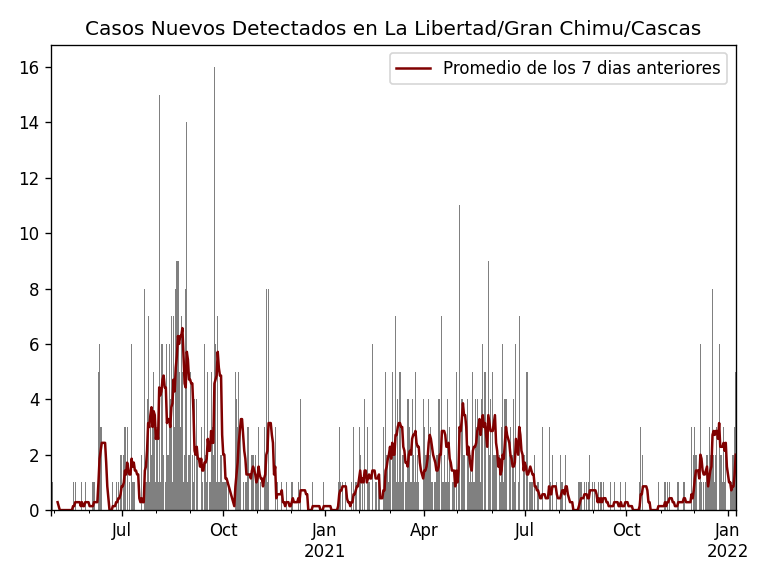 Casos Nuevos Detectados en La Libertad/Gran Chimu/Cascas
Promedio de los 7 dias anteriores
16
14
12
10
8
6
4
2
0
Jul
Oct
Jan
2021
Apr
Jul
Oct
Jan
2022